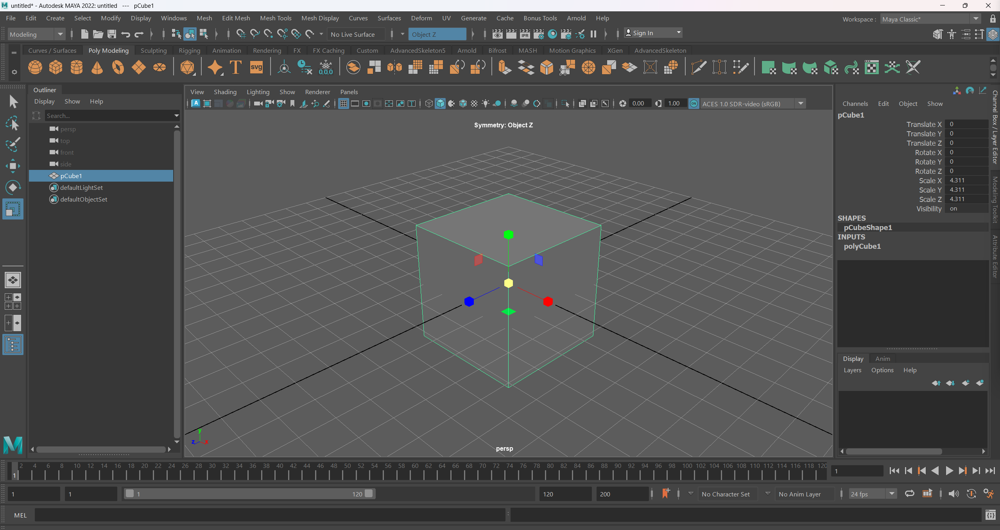 untitled* - Autodesk MAYA 2022: untitled   ---   pCube1
File Edit Create Select Modify Display Windows Mesh Edit Mesh Mesh Tools Mesh Display Curves Surfaces Deform UV Generate Cache Bonus Tools Arnold Help
Workspace : Maya Classic*
Modeling
No Live Surface
Object Z
IPR
Sign In
Curves / Surfaces Poly Modeling Sculpting Rigging Animation Rendering FX FX Caching Custom AdvancedSkeleton5 Arnold Bifrost MASH Motion Graphics XGen AdvancedSkeleton
T svg 0,0,0
Outliner
Display Show Help
Search...
persp
top
front
side
pCube1
defaultLightSet
defaultObjectSet
View Shading Lighting Show Renderer Panels
A T 0.00 1.00 ON ACES 1.0 SDR-video (sRGB)
Symmetry: Object Z
y
z x
persp
Channels Edit Object Show
pCube1
Translate X 0
Translate Y 0
Translate Z 0
Rotate X 0
Rotate Y 0
Rotate Z 0
Scale X 4.311
Scale Y 4.311
Scale Z 4.311
Visibility on
SHAPES
pCubeShape1
INPUTS
polyCube1
Channel Box / Layer Editor
Modeling Toolkit
Attribute Editor
Display Anim
Layers Options Help
M
2 4 6 8 10 12 14 16 18 20 22 24 26 28 30 32 34 36 38 40 42 44 46 48 50 52 54 56 58 60 62 64 66 68 70 72 74 76 78 80 82 84 86 88 90 92 94 96 98 100 102 104 106 108 110 112 114 116 118 120
1
1
1 1 1 120 120 200 No Character Set No Anim Layer 24 fps
MEL